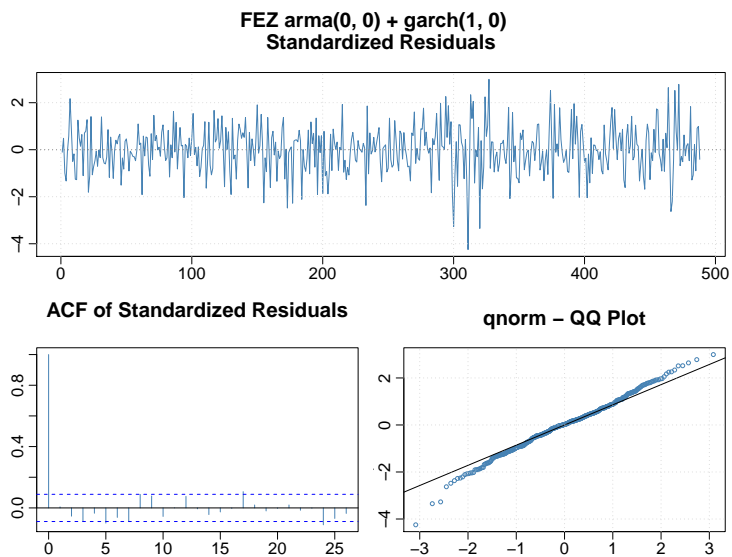 FEZ arma(0, 0) + garch(1, 0)
Standardized Residuals
2
0
−2
−4
0 100 200 300 400 500
ACF of Standardized Residuals
0.8
0.4
0.0
0 5 10 15 20 25
qnorm − QQ Plot
2
0
−2
−4
−3 −2 −1 0 1 2 3